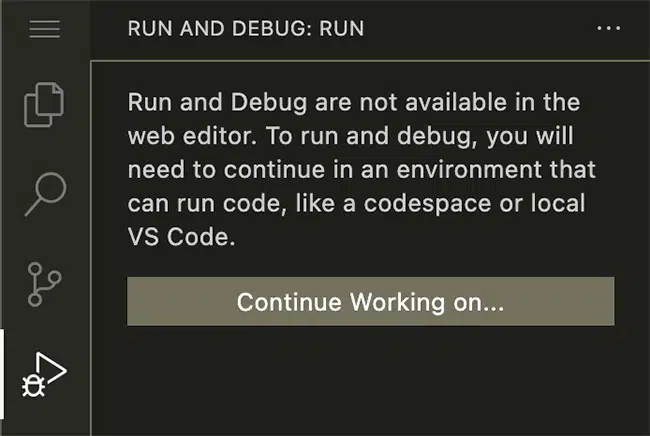 RUN AND DEBUG: RUN
Run and Debug are not available in the
web editor. To run and debug, you will
need to continue in an environment that
can run code, like a codespace or local
VS Code.
Continue Working on...